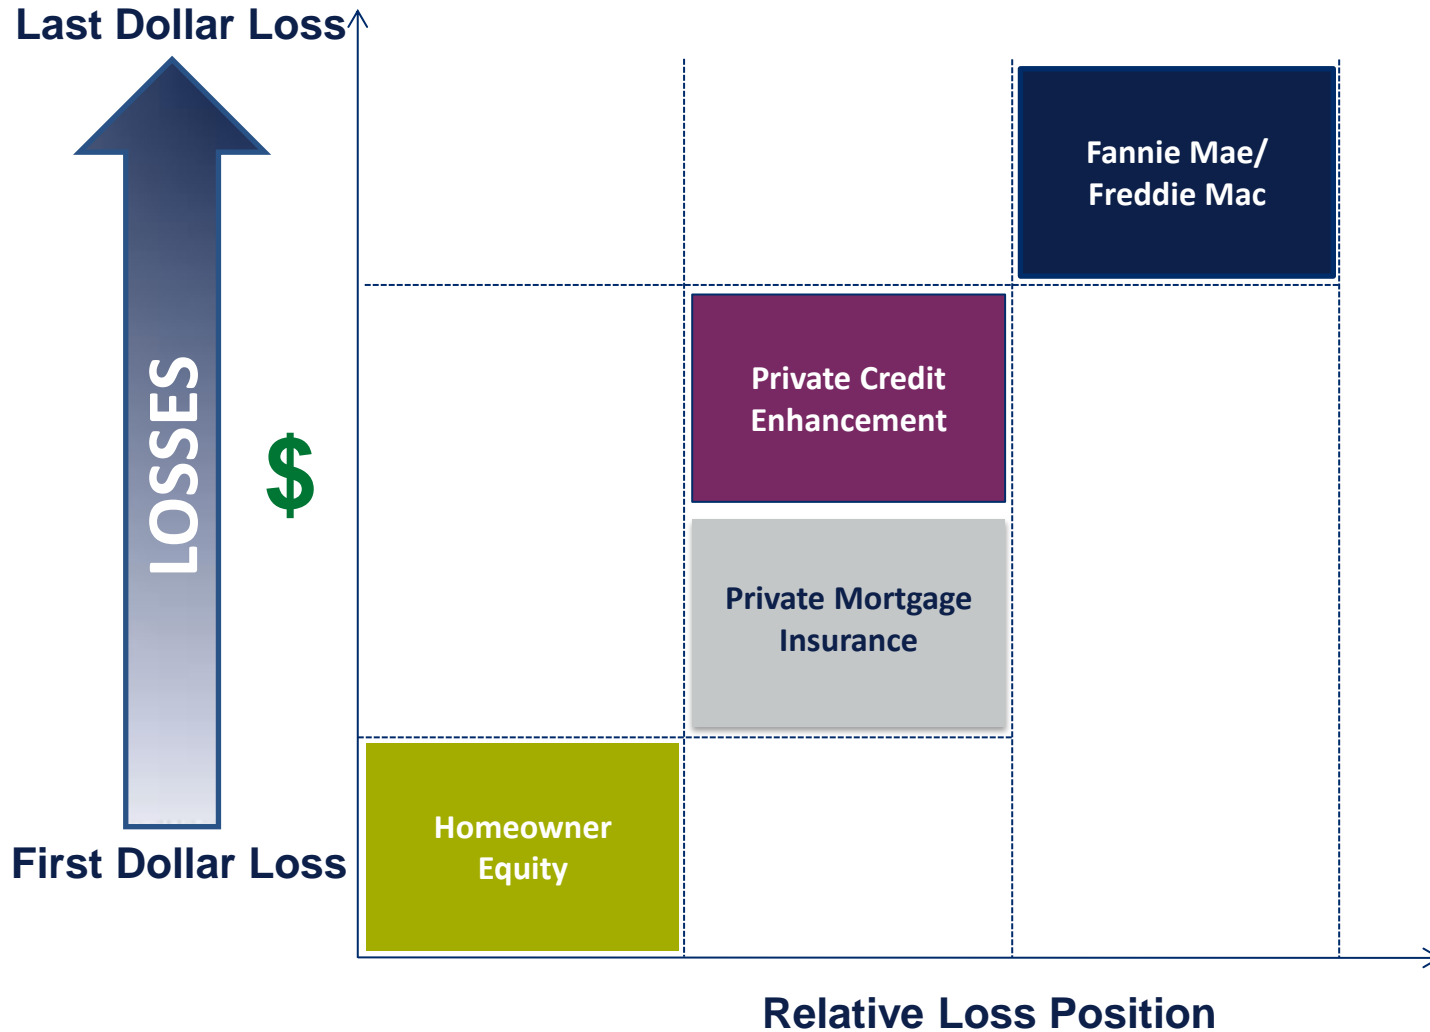 Last Dollar Loss
Fannie Mae/
Freddie Mac
Private Credit
Enhancement
LOSSES
$
Private Mortgage
Insurance
Homeowner
Equity
First Dollar Loss
Relative Loss Position